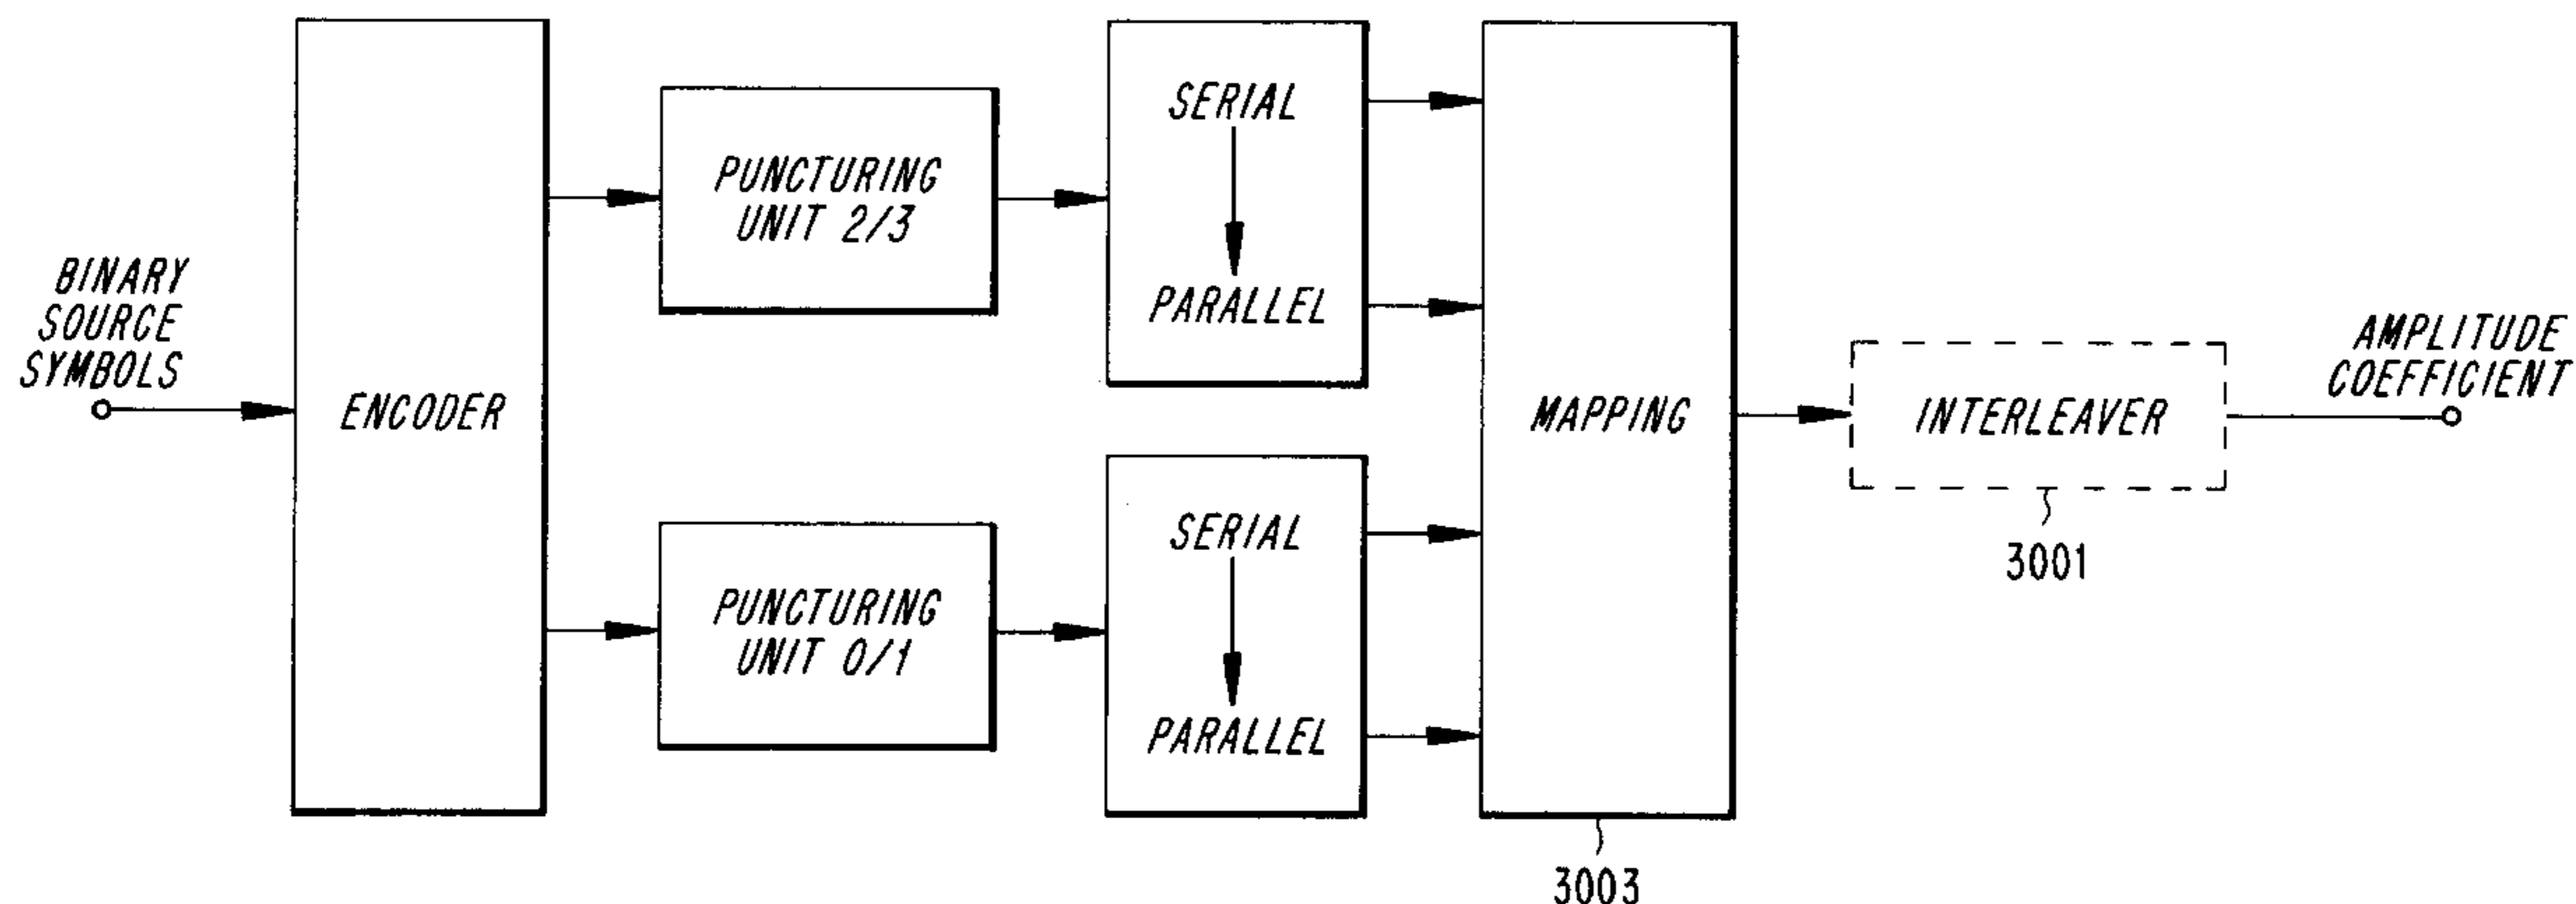 BINARY
SOURCE
SYMBOLS
ENCODER
PUNCTURING
UNIT 2/3
SERIAL
PARALLEL
PUNCTURING
UNIT 0/1
SERIAL
PARALLEL
MAPPING
3003
INTERLEAVER
3001
AMPLITUDE
COEFFICIENT